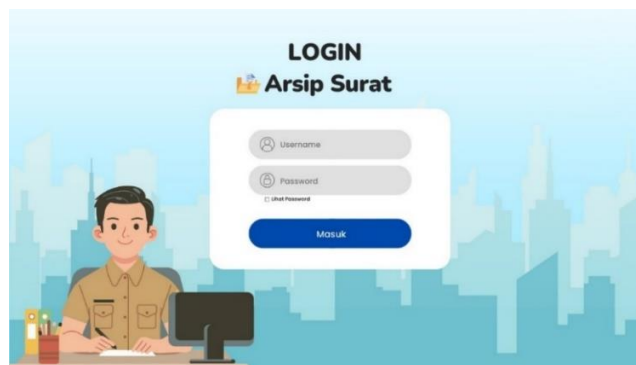 LOGIN
Arsip Surat
Username
Password
Lihat Password
Masuk